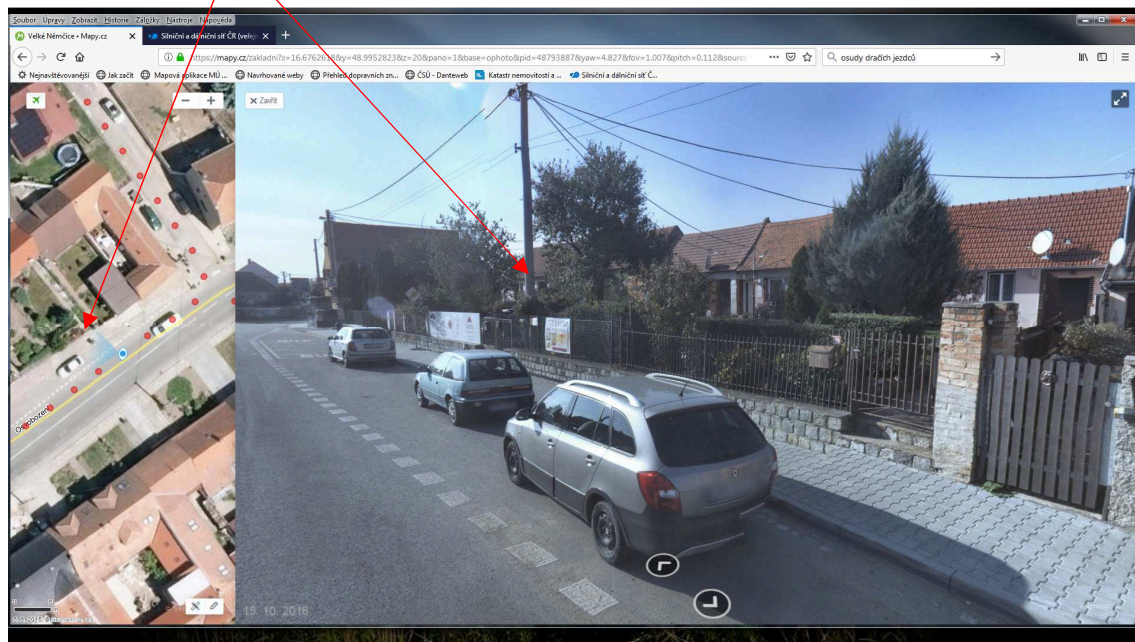 Soubor Úpravy Zobrazit Historie Záložky Nástroje Nápověda
Velké Němčice • Mapy.cz
Silniční a dálniční síť ČR (veřej
https://mapy.cz/zakladni?x=16.6762618&y=48.9952823&z=20&pano=1&base=ophoto&pid=48793887&yaw=4.827&fov=1.007&pitch=0.112&source
osudy dračích jezdců
Nejnavštěvovanější Jak začít Mapová aplikace MÚ ... Navrhované weby Přehled dopravních zn... ČSÚ - Danteweb Katastr nemovitostí a ... Silniční a dálniční síť Č...
Zavřít
15. 10. 2016